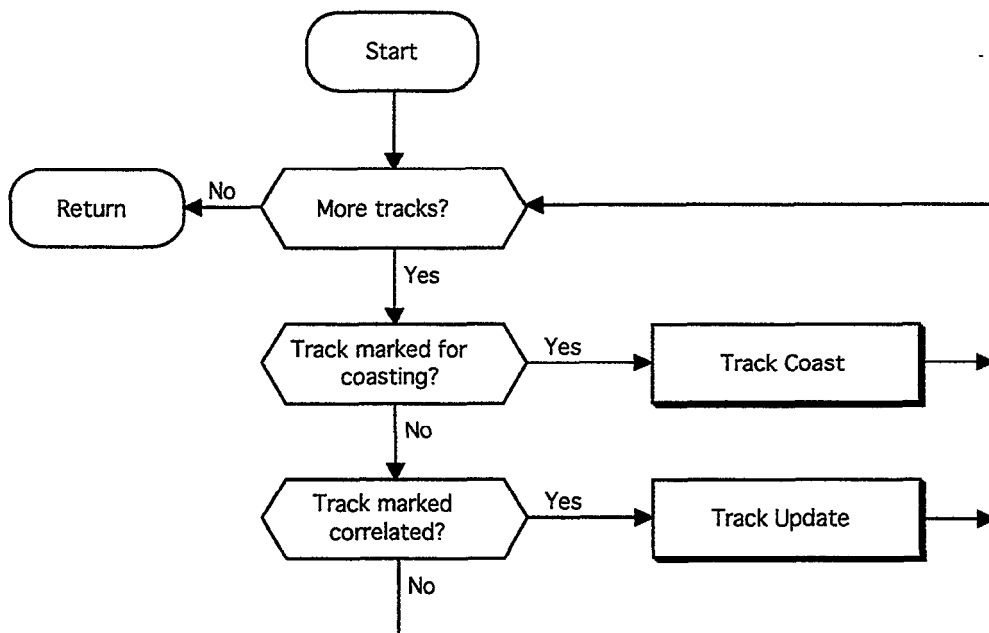 Start
Return
No
More tracks?
Yes
Track marked for
coasting?
Yes
Track Coast
No
Track marked
correlated?
Yes
Track Update
No